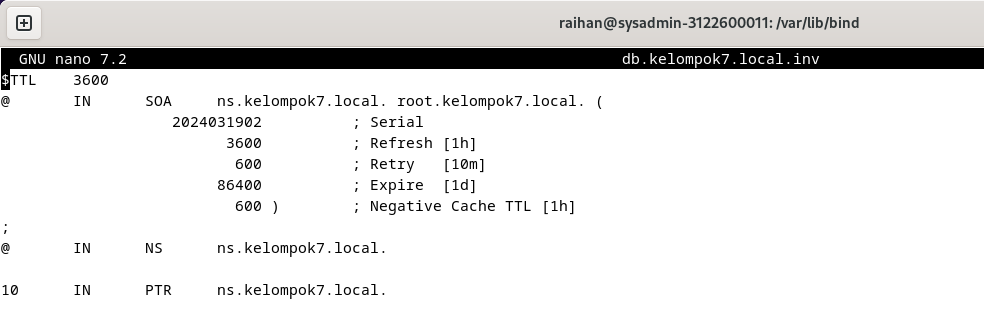 raihan@sysadmin-3122600011: /var/lib/bind
GNU nano 7.2 db.kelompok7.local.inv
$TTL 3600
@ IN SOA ns.kelompok7.local. root.kelompok7.local. (
2024031902 ; Serial
3600 ; Refresh [1h]
600 ; Retry [10m]
86400 ; Expire [1d]
600 ) ; Negative Cache TTL [1h]
;
@ IN NS ns.kelompok7.local.
10 IN PTR ns.kelompok7.local.